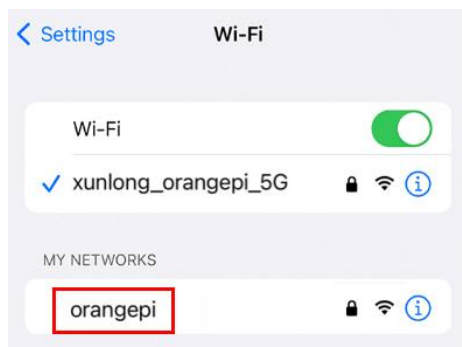 Settings Wi-Fi
Wi-Fi
xunlong_orangepi_5G
MY NETWORKS
orangepi